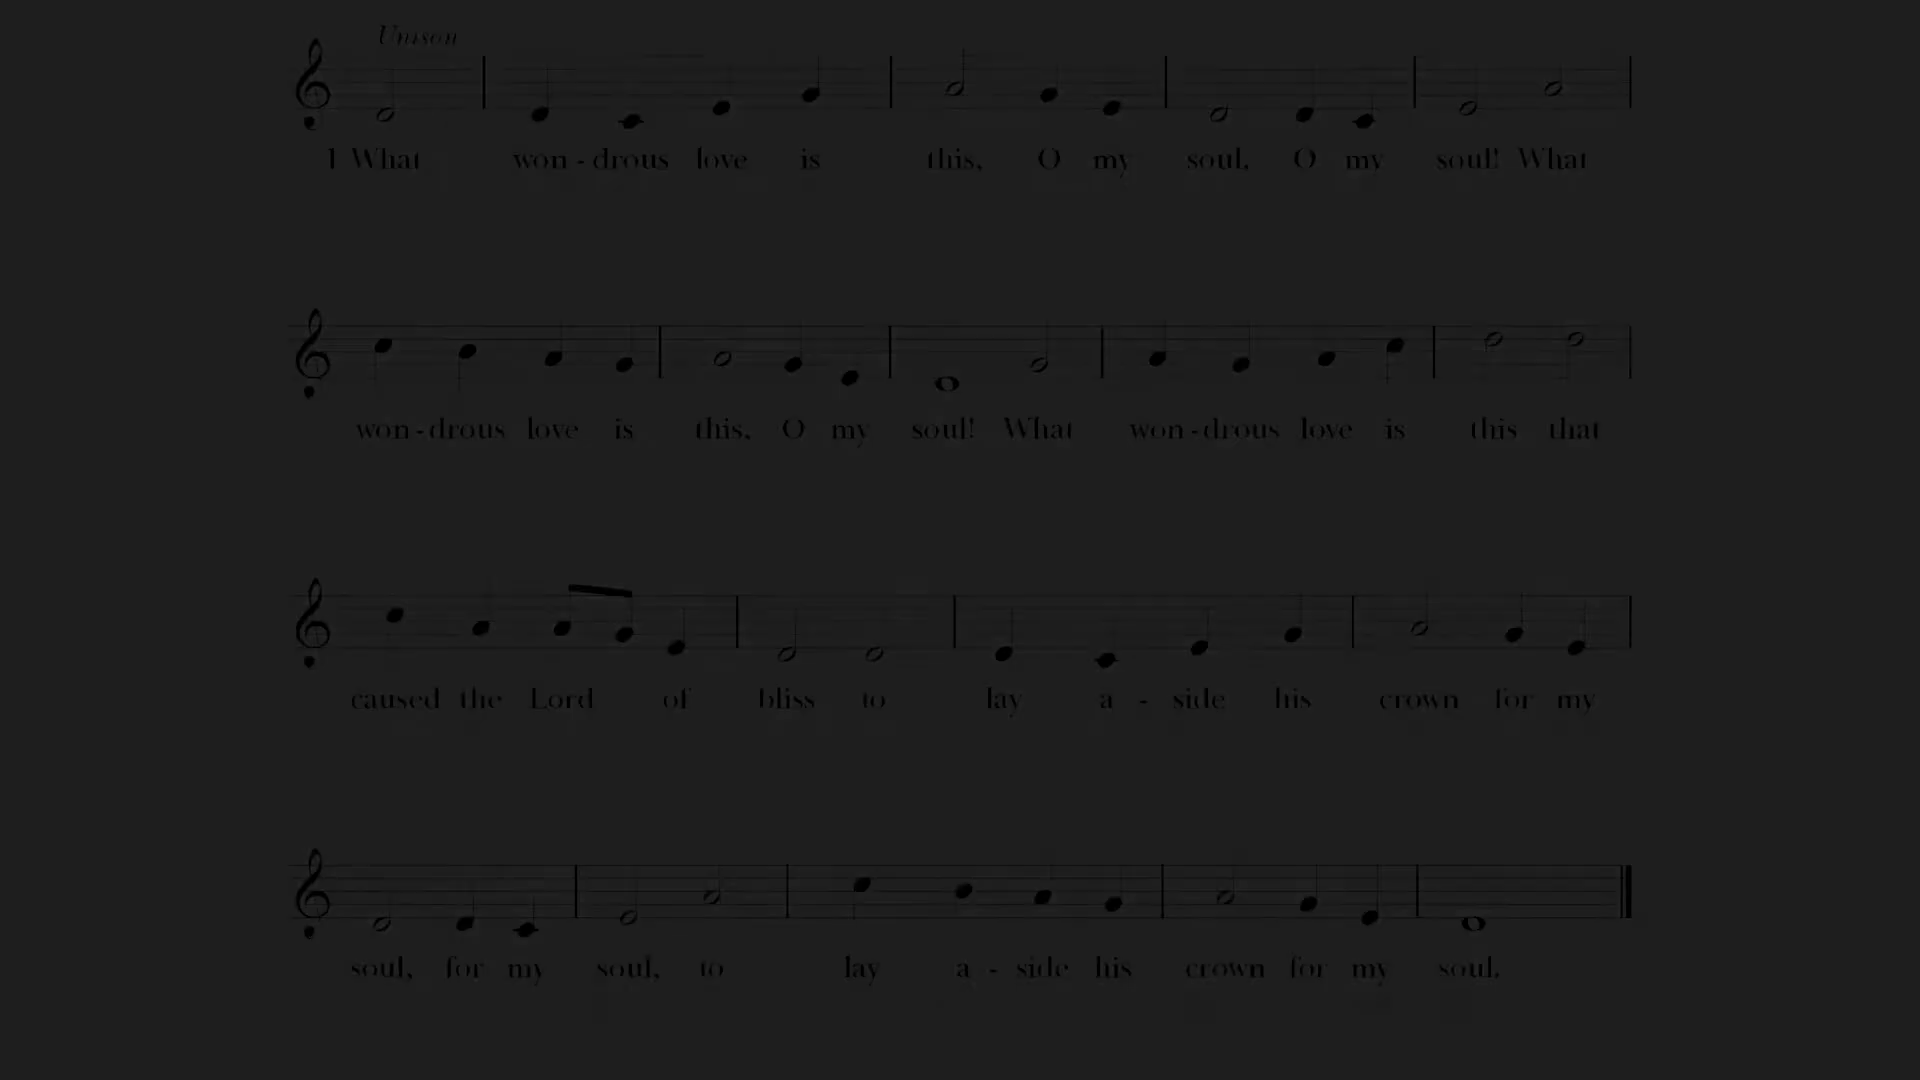 Unison
1 What won - drous love is this, O my soul, O my soul! What
won - drous love is this, O my soul! What won - drous love is this that
caused the Lord of bliss to lay a - side his crown for my
soul, for my soul, to lay a - side his crown for my soul.